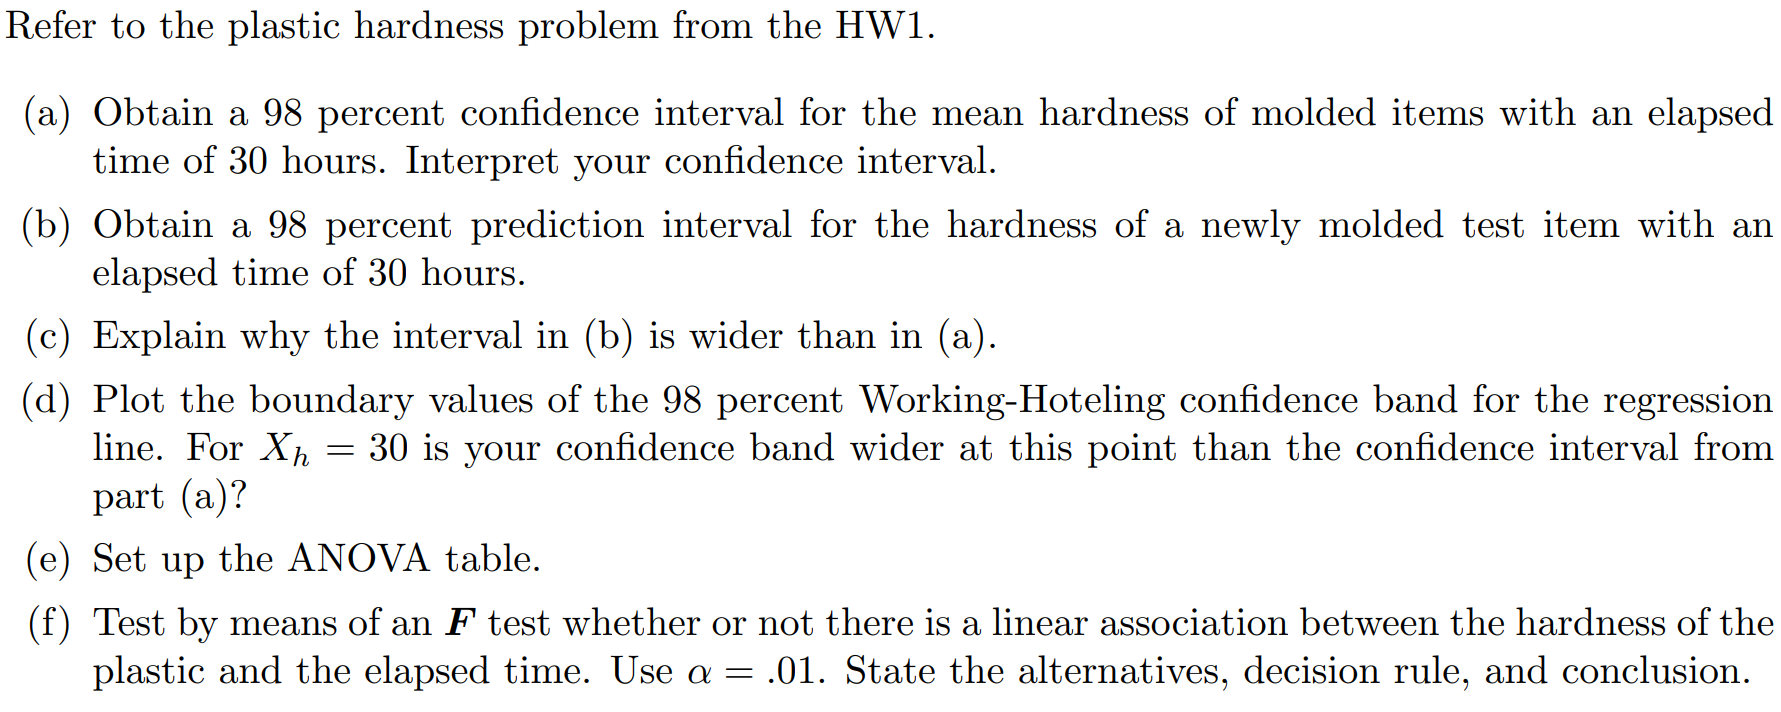 Refer to the plastic hardness problem from the HW1.
(a) Obtain a 98 percent confidence interval for the mean hardness of molded items with an elapsed
time of 30 hours. Interpret your confidence interval.
(b) Obtain a 98 percent prediction interval for the hardness of a newly molded test item with an
elapsed time of 30 hours.
(c) Explain why the interval in (b) is wider than in (a).
(d) Plot the boundary values of the 98 percent Working-Hoteling confidence band for the regression
line. For X_h = 30 is your confidence band wider at this point than the confidence interval from
part (a)?
(e) Set up the ANOVA table.
(f) Test by means of an F test whether or not there is a linear association between the hardness of the
plastic and the elapsed time. Use α = .01. State the alternatives, decision rule, and conclusion.